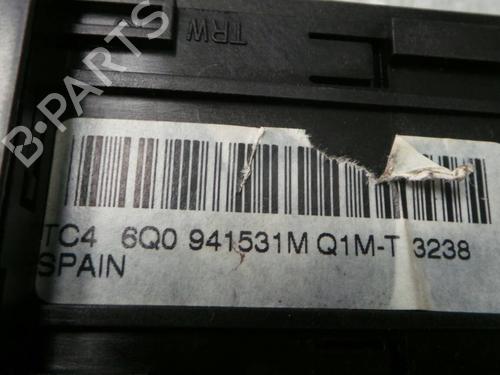 TRW
B-PARTS
TC4 6Q0 941531M Q1M-T 3238
SPAIN